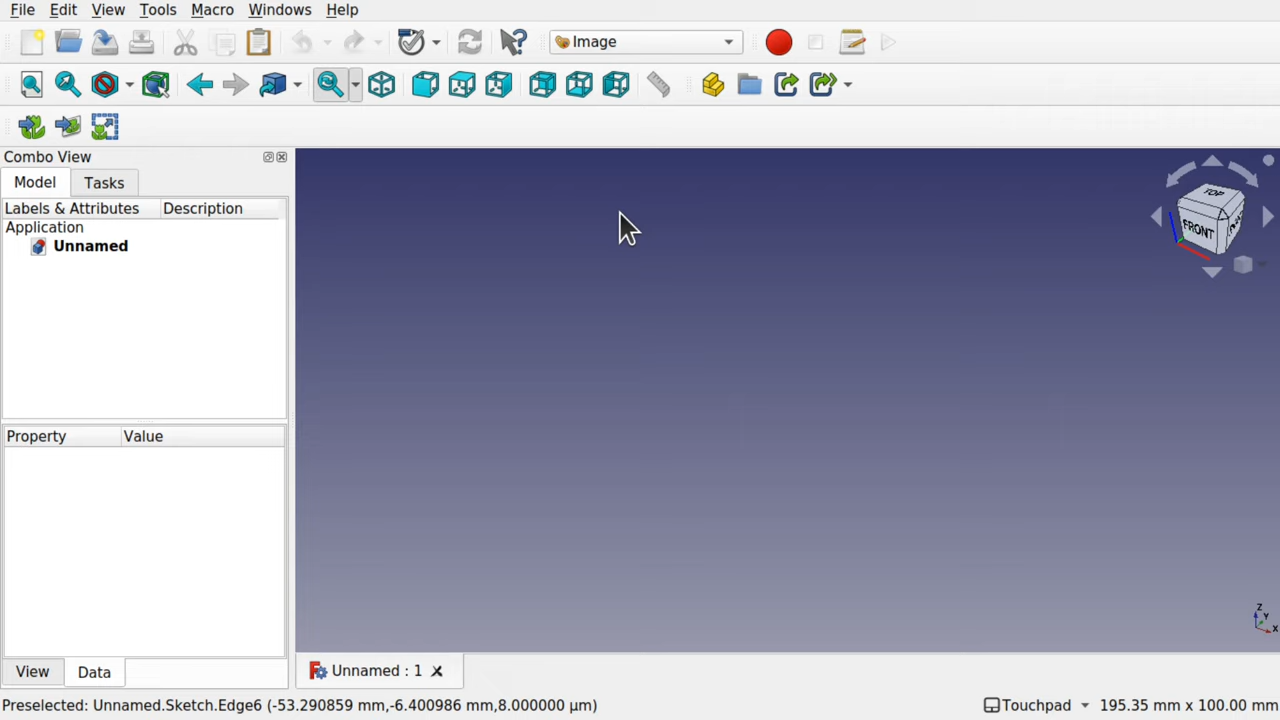 File Edit View Tools Macro Windows Help
Image
Combo View
Model Tasks
Labels & Attributes Description
Application
Unnamed
TOP
FRONT
Property Value
Z
Y
X
View Data
Unnamed : 1
Preselected: Unnamed.Sketch.Edge6 (-53.290859 mm,-6.400986 mm,8.000000 µm) Touchpad 195.35 mm x 100.00 mm